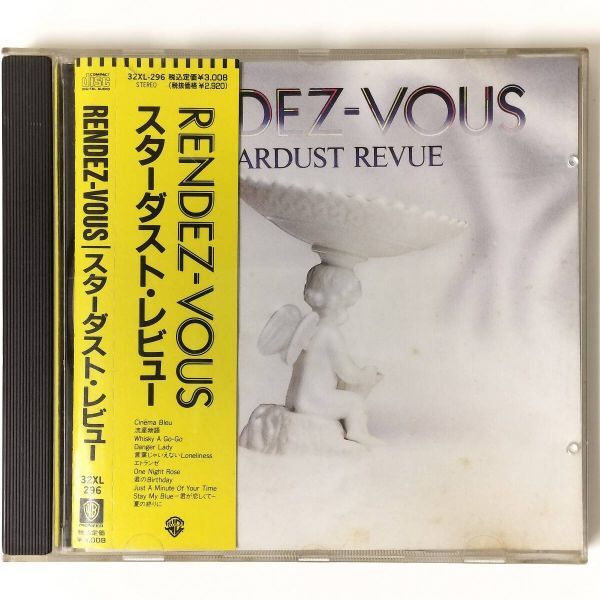 COMPACT
disc
DIGITAL AUDIO
RENDEZ-VOUS|スターダスト・レビュー
32XL
296
WB
PIONEER
税込定価
¥3,008
32XL-296 税込定価¥3,008
STEREO (税抜価格¥2,920)
RENDEZ-VOUS
スターダスト・レビュー
Cinéma Bleu
流星物語
Whisky A Go-Go
Danger Lady
言葉じゃいえないLoneliness
エトランゼ
One Night Rose
君のBirthday
Just A Minute Of Your Time
Stay My Blue－君が恋しくて－
夏の終りに
DEZ-VOUS
ARDUST REVUE